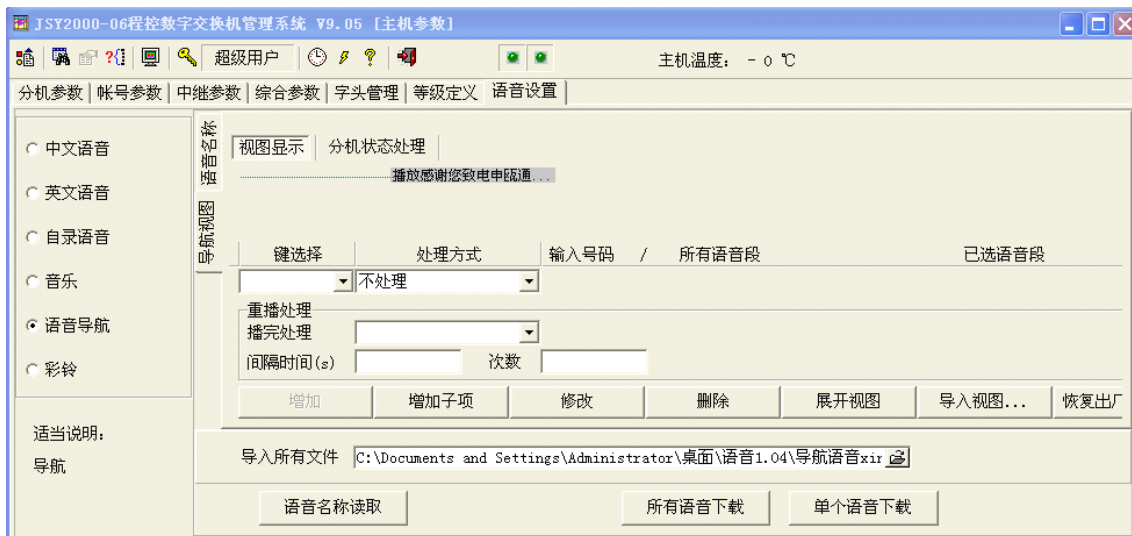 JSY2000-06程控数字交换机管理系统 V9.05 [主机参数]
超级用户 主机温度： - 0 ℃
分机参数 帐号参数 中继参数 综合参数 字头管理 等级定义 语音设置
中文语音
英文语音
自录语音
音乐
语音导航
彩铃
适当说明：
导航
语音名称
导航视图
视图显示 分机状态处理
播放感谢您致电申瓯通...
键选择 处理方式 输入号码 / 所有语音段 已选语音段
不处理
重播处理
播完处理
间隔时间(s) 次数
增加 增加子项 修改 删除 展开视图 导入视图... 恢复出厂
导入所有文件 C:\Documents and Settings\Administrator\桌面\语音1.04\导航语音xin
语音名称读取 所有语音下载 单个语音下载